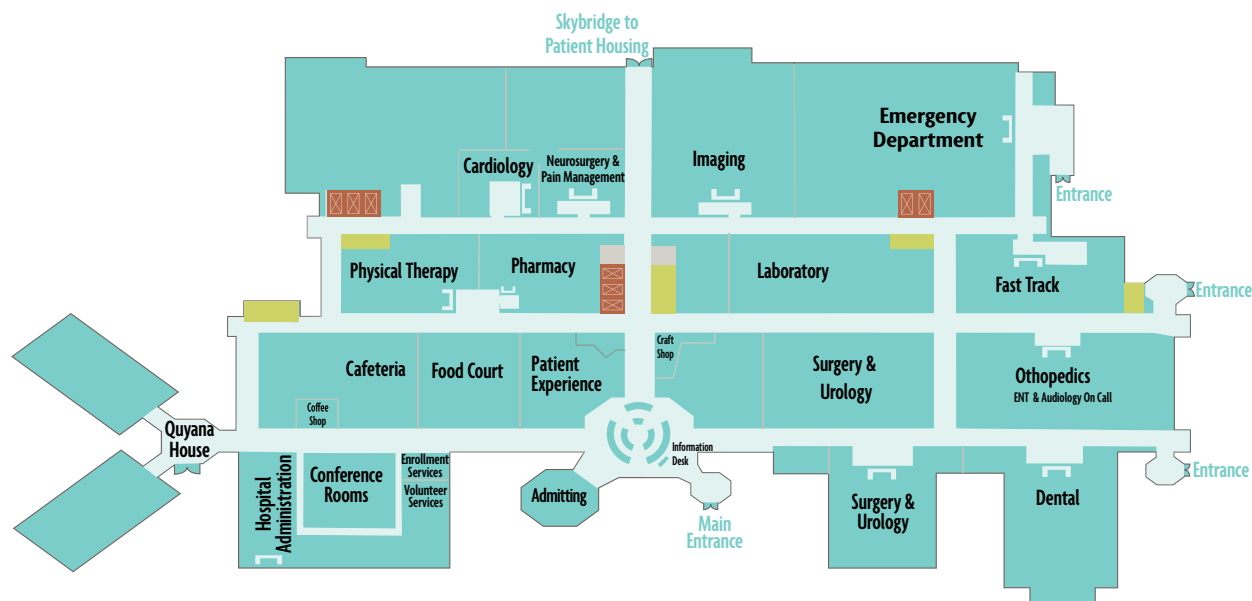 Skybridge to
Patient Housing
Emergency
Department
Cardiology
Neurosurgery &
Pain Management
Imaging
Entrance
Physical Therapy
Pharmacy
Laboratory
Fast Track
Entrance
Craft
Shop
Cafeteria
Food Court
Patient
Experience
Surgery &
Urology
Othopedics
ENT & Audiology On Call
Coffee
Shop
Quyana
House
Information
Desk
Hospital
Administration
Conference
Rooms
Enrollment
Services
Volunteer
Services
Admitting
Main
Entrance
Surgery &
Urology
Dental
Entrance